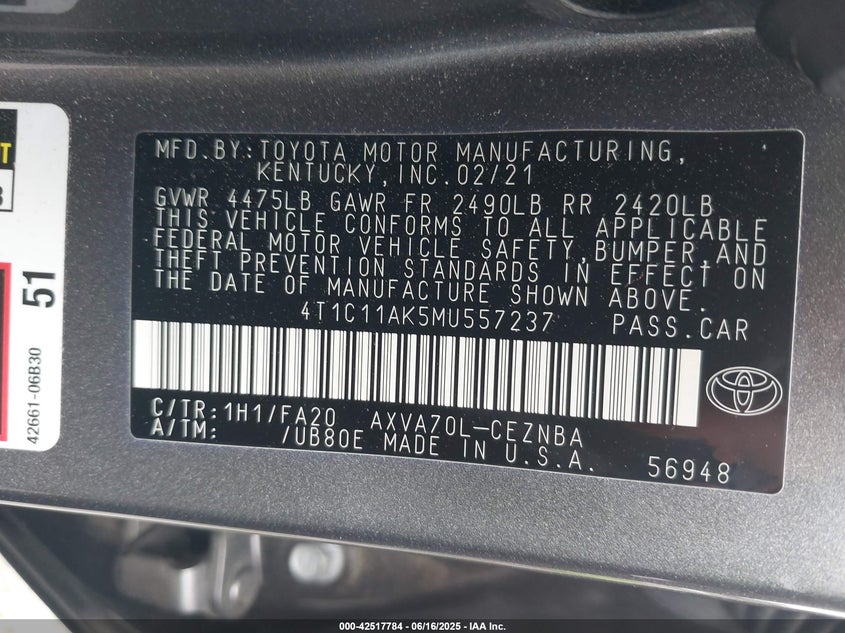 MFD.BY:TOYOTA MOTOR MANUFACTURING,
KENTUCKY,INC.02/21
GVWR 4475LB GAWR FR 2490LB RR 2420LB
THIS VEHICLE CONFORMS TO ALL APPLICABLE
FEDERAL MOTOR VEHICLE SAFETY,BUMPER,AND
THEFT PREVENTION STANDARDS IN EFFECT ON
THE DATE OF MANUFACTURE SHOWN ABOVE.
4T1C11AK5MU557237 PASS.CAR
C/TR:1H1/FA20 AXVA70L-CEZNBA
A/TM: /UB80E MADE IN U.S.A. 56948
51
42661-06B30
000-42517784 - 06/16/2025 - IAA Inc.